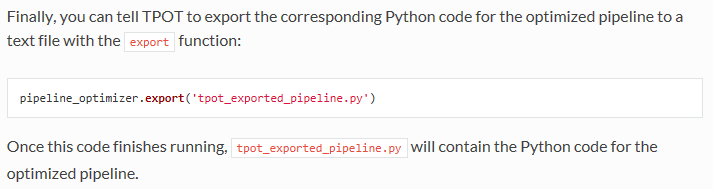 Finally, you can tell TPOT to export the corresponding Python code for the optimized pipeline to a
text file with the export function:
pipeline_optimizer.export('tpot_exported_pipeline.py')
Once this code finishes running, tpot_exported_pipeline.py will contain the Python code for the
optimized pipeline.